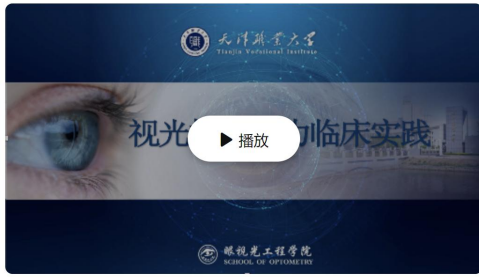 天津职业大学
Tianjin Vocational Institute
视光
临床实践
播放
眼视光工程学院
SCHOOL OF OPTOMETRY